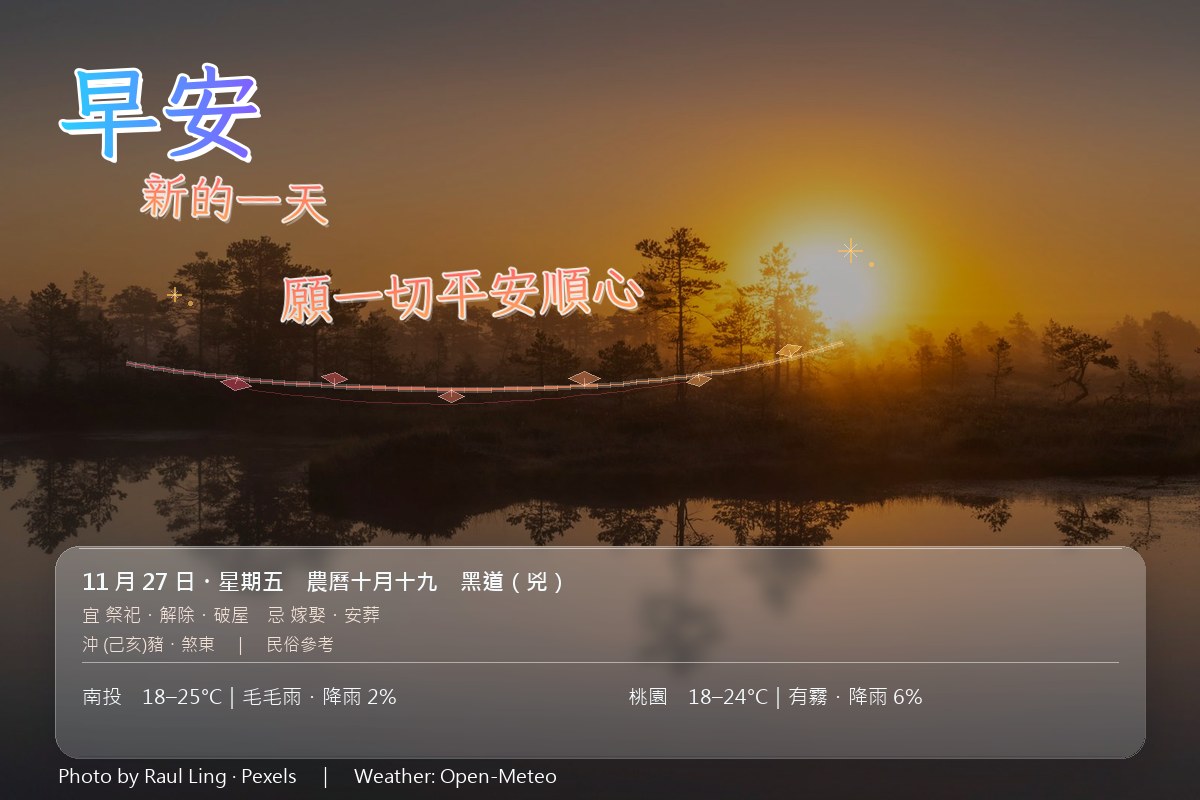 早安
新的一天
願一切平安順心
11 月 27 日・星期五　農曆十月十九　黑道（兇）
宜 祭祀・解除・破屋　忌 嫁娶・安葬
沖 (己亥)豬・煞東　｜　民俗參考
南投　18–25°C｜毛毛雨・降雨 2%　桃園　18–24°C｜有霧・降雨 6%
Photo by Raul Ling · Pexels　｜　Weather: Open-Meteo